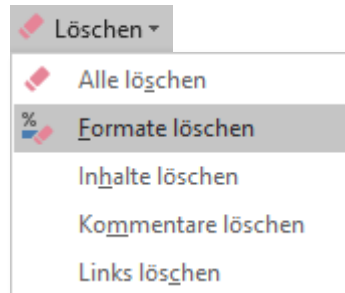 Löschen
Alle löschen
% Formate löschen
Inhalte löschen
Kommentare löschen
Links löschen